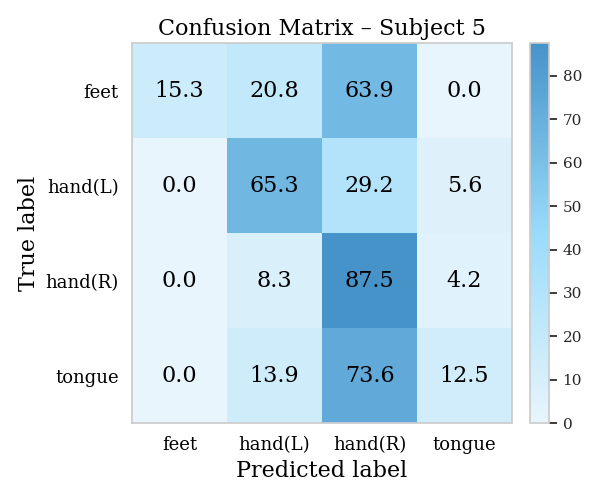 Confusion Matrix – Subject 5
feet 15.3 20.8 63.9 0.0
hand(L) 0.0 65.3 29.2 5.6
hand(R) 0.0 8.3 87.5 4.2
tongue 0.0 13.9 73.6 12.5
feet hand(L) hand(R) tongue
Predicted label
True label
80
70
60
50
40
30
20
10
0